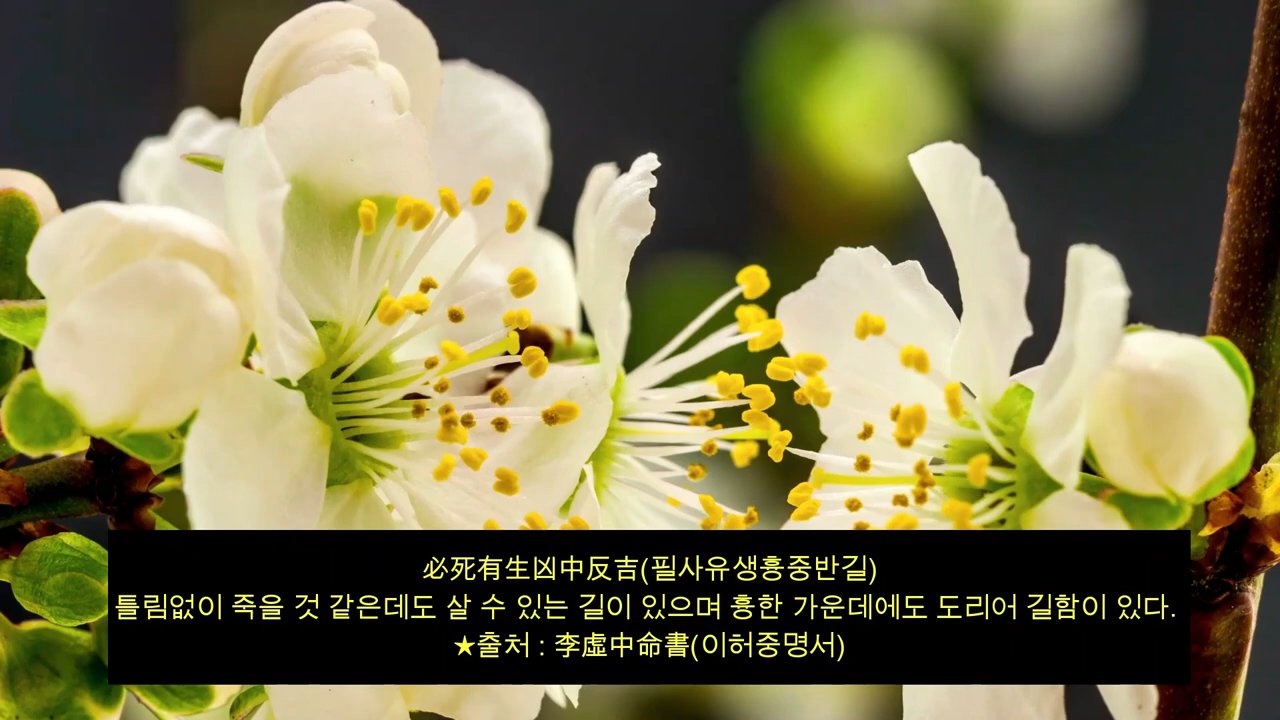 必死有生凶中反吉(필사유생흉중반길)
틀림없이 죽을 것 같은데도 살 수 있는 길이 있으며 흉한 가운데에도 도리어 길함이 있다.
★출처 : 李虛中命書(이허중명서)